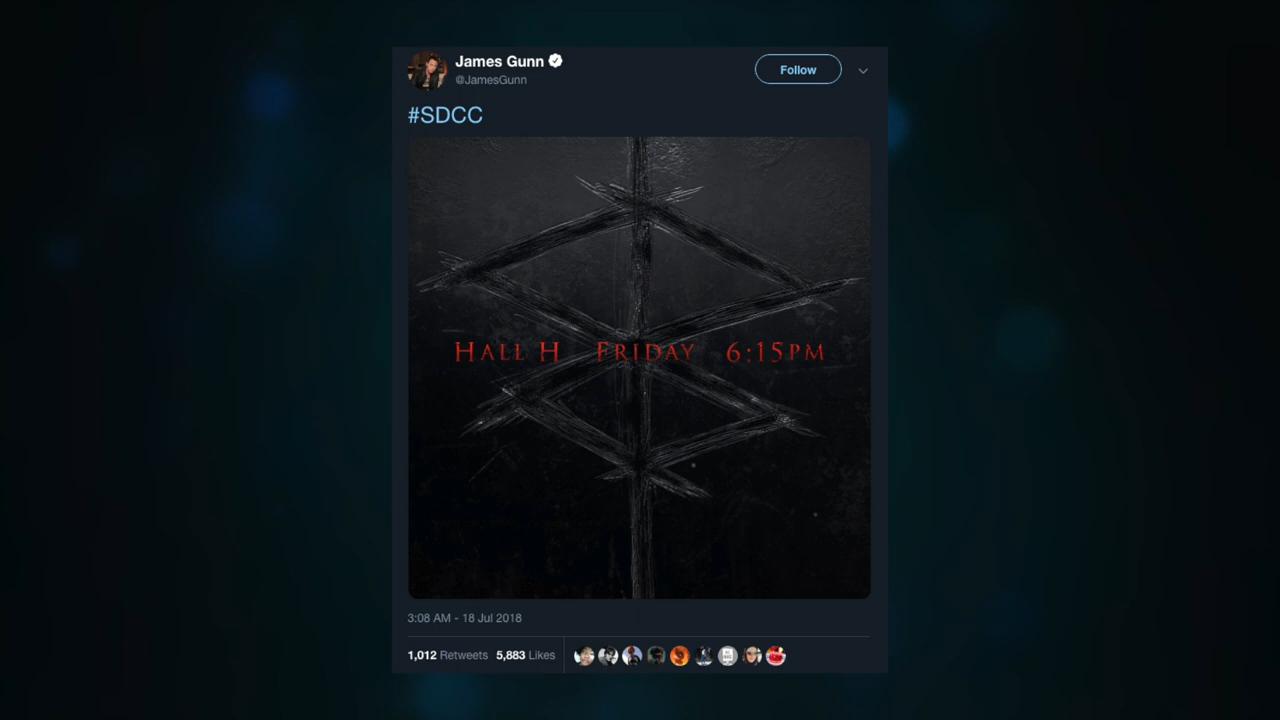 James Gunn
@JamesGunn
Follow
#SDCC
HALL H FRIDAY 6:15PM
3:08 AM - 18 Jul 2018
1,012 Retweets 5,883 Likes